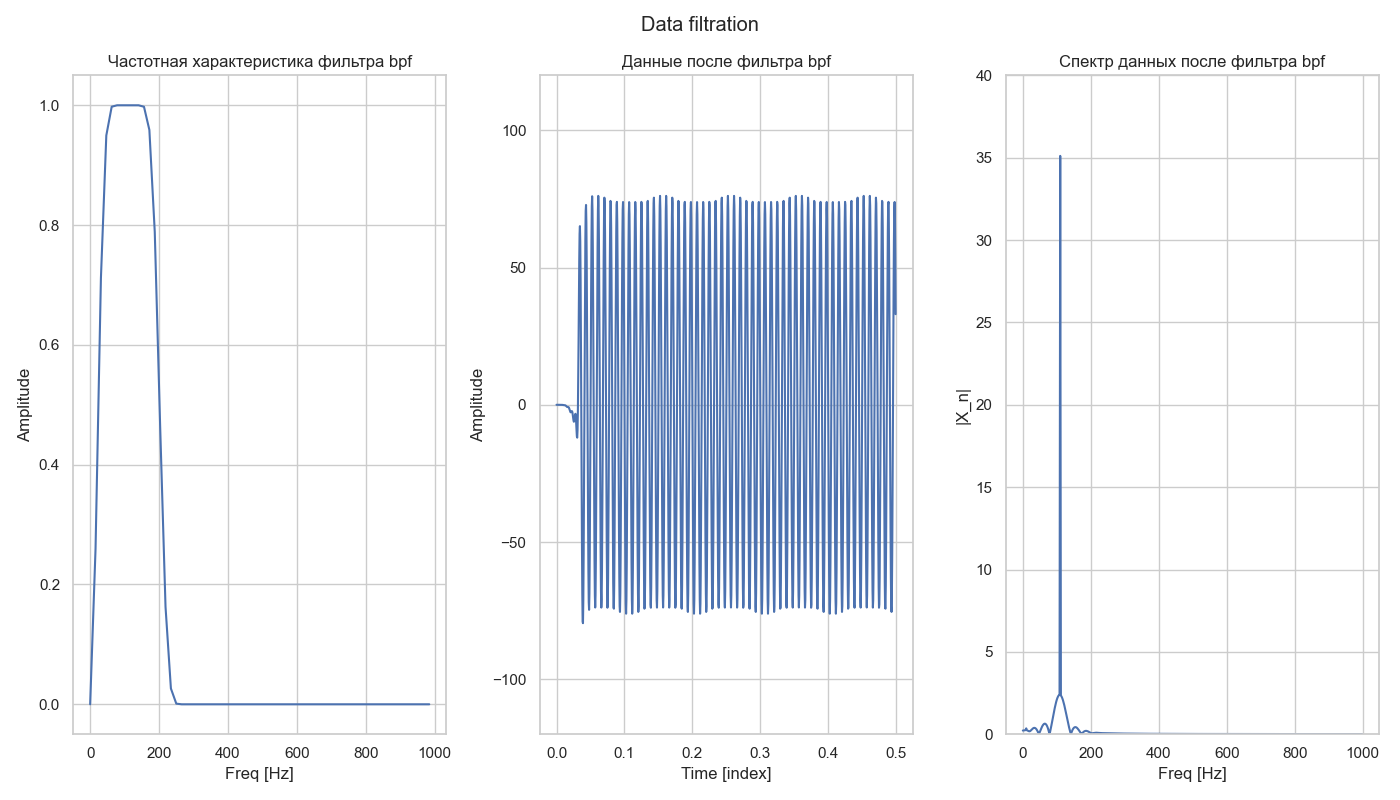 Data filtration
Частотная характеристика фильтра bpf
Amplitude
1.0
0.8
0.6
0.4
0.2
0.0
0 200 400 600 800 1000
Freq [Hz]
Данные после фильтра bpf
Amplitude
100
50
0
−50
−100
0.0 0.1 0.2 0.3 0.4 0.5
Time [index]
Спектр данных после фильтра bpf
|X_n|
40
35
30
25
20
15
10
5
0
0 200 400 600 800 1000
Freq [Hz]